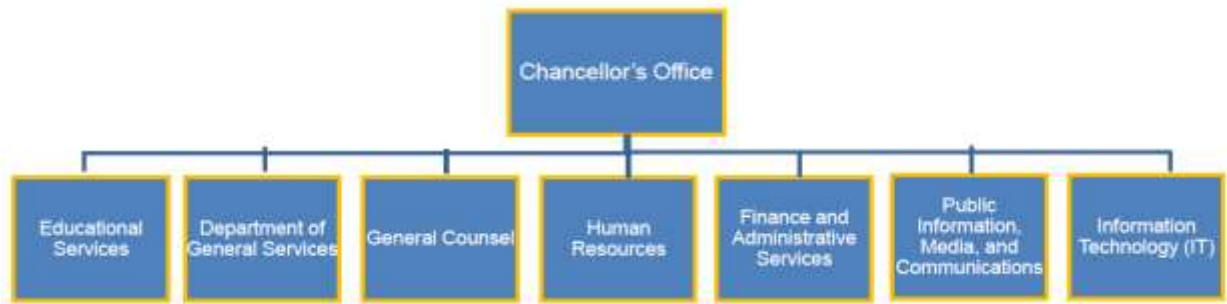 Chancellor's Office
Educational
Services
Department of
General Services
General Counsel
Human
Resources
Finance and
Administrative
Services
Public
Information,
Media, and
Communications
Information
Technology (IT)